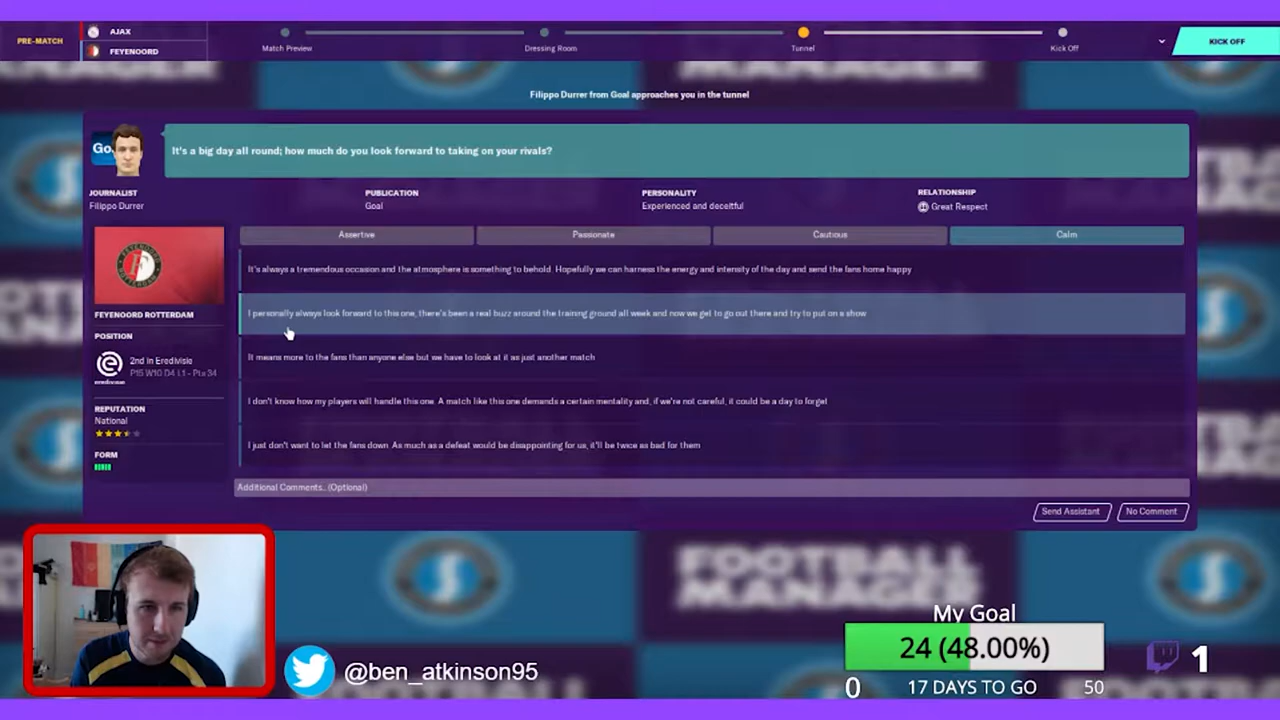 PRE-MATCH
AJAX
FEYENOORD
Match Preview
Dressing Room
Tunnel
Kick Off
KICK OFF
Filippo Durrer from Goal approaches you in the tunnel
Go
It's a big day all round; how much do you look forward to taking on your rivals?
JOURNALIST
Filippo Durrer
PUBLICATION
Goal
PERSONALITY
Experienced and deceitful
RELATIONSHIP
Great Respect
Assertive
Passionate
Cautious
Calm
It's always a tremendous occasion and the atmosphere is something to behold. Hopefully we can harness the energy and intensity of the day and send the fans home happy
I personally always look forward to this one, there's been a real buzz around the training ground all week and now we get to go out there and try to put on a show
It means more to the fans than anyone else but we have to look at it as just another match
I don't know how my players will handle this one. A match like this one demands a certain mentality and, if we're not careful, it could be a day to forget
I just don't want to let the fans down. As much as a defeat would be disappointing for us, it'll be twice as bad for them
FEYENOORD ROTTERDAM
POSITION
2nd in Eredivisie
P15 W10 D4 L1 - Pts 34
eredivisie
REPUTATION
National
FORM
Additional Comments.. (Optional)
Send Assistant
No Comment
FOOTBALL
MANAGER
@ben_atkinson95
My Goal
24 (48.00%)
0
17 DAYS TO GO
50
1